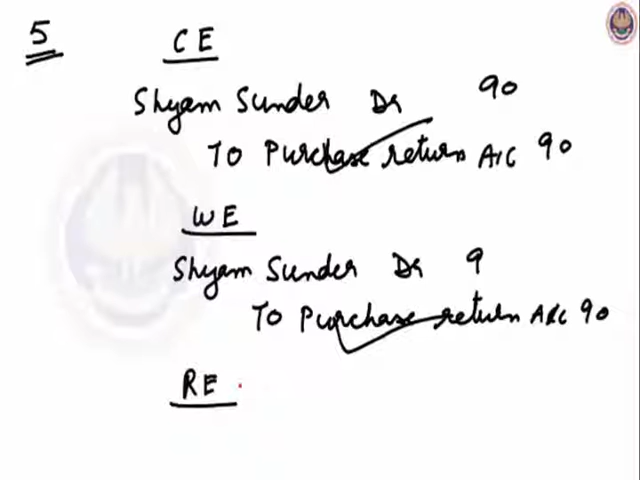 5
CE
Shyam Sunder Dr 90
To Purchase return A/C 90
WE
Shyam Sunder Dr 9
To Purchase return A/C 90
RE